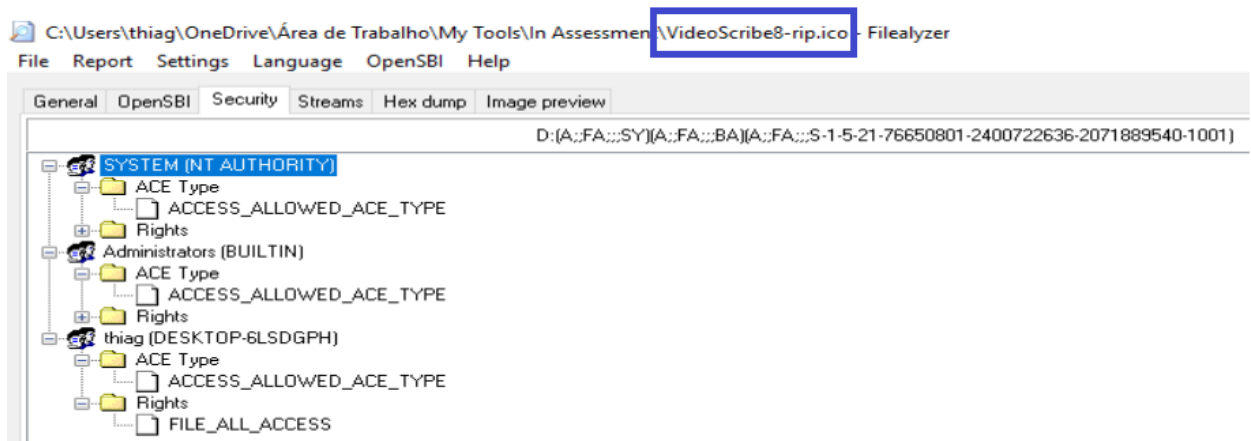 C:\Users\thiag\OneDrive\Área de Trabalho\My Tools\In Assessmen\VideoScribe8-rip.ico - Filealyzer
File Report Settings Language OpenSBI Help
General OpenSBI Security Streams Hex dump Image preview
D:(A;;FA;;;SY)(A;;FA;;;BA)(A;;FA;;;S-1-5-21-76650801-2400722636-2071889540-1001)
SYSTEM (NT AUTHORITY)
ACE Type
ACCESS_ALLOWED_ACE_TYPE
Rights
Administrators (BUILTIN)
ACE Type
ACCESS_ALLOWED_ACE_TYPE
Rights
thiag (DESKTOP-6LSDGPH)
ACE Type
ACCESS_ALLOWED_ACE_TYPE
Rights
FILE_ALL_ACCESS